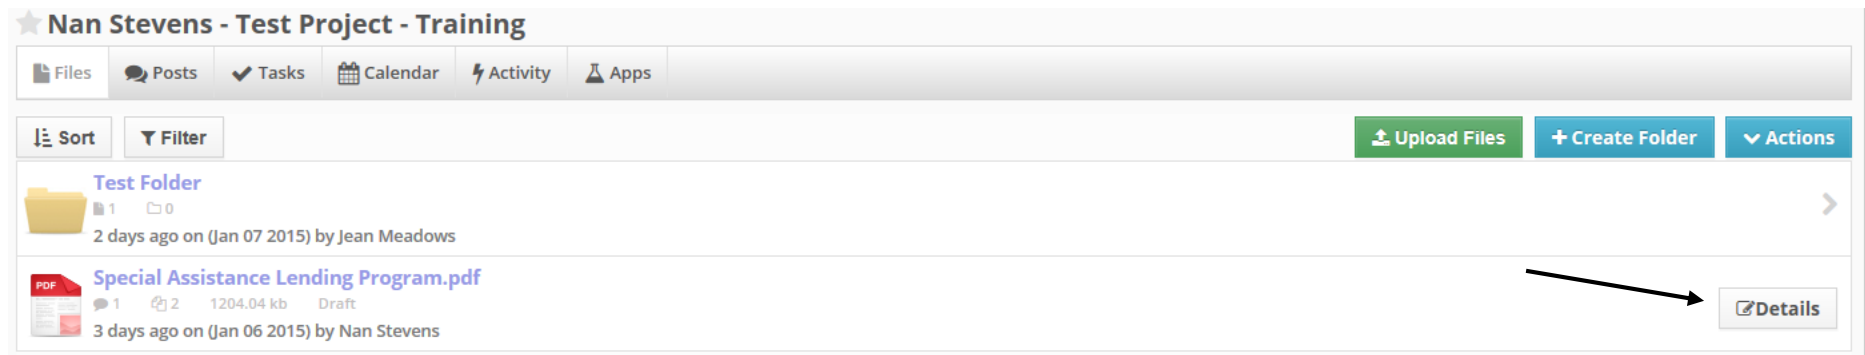 Nan Stevens - Test Project - Training
Files Posts Tasks Calendar Activity Apps
Sort Filter Upload Files Create Folder Actions
Test Folder
1 0
2 days ago on (Jan 07 2015) by Jean Meadows
PDF
Special Assistance Lending Program.pdf
1 2 1204.04 kb Draft
Details
3 days ago on (Jan 06 2015) by Nan Stevens